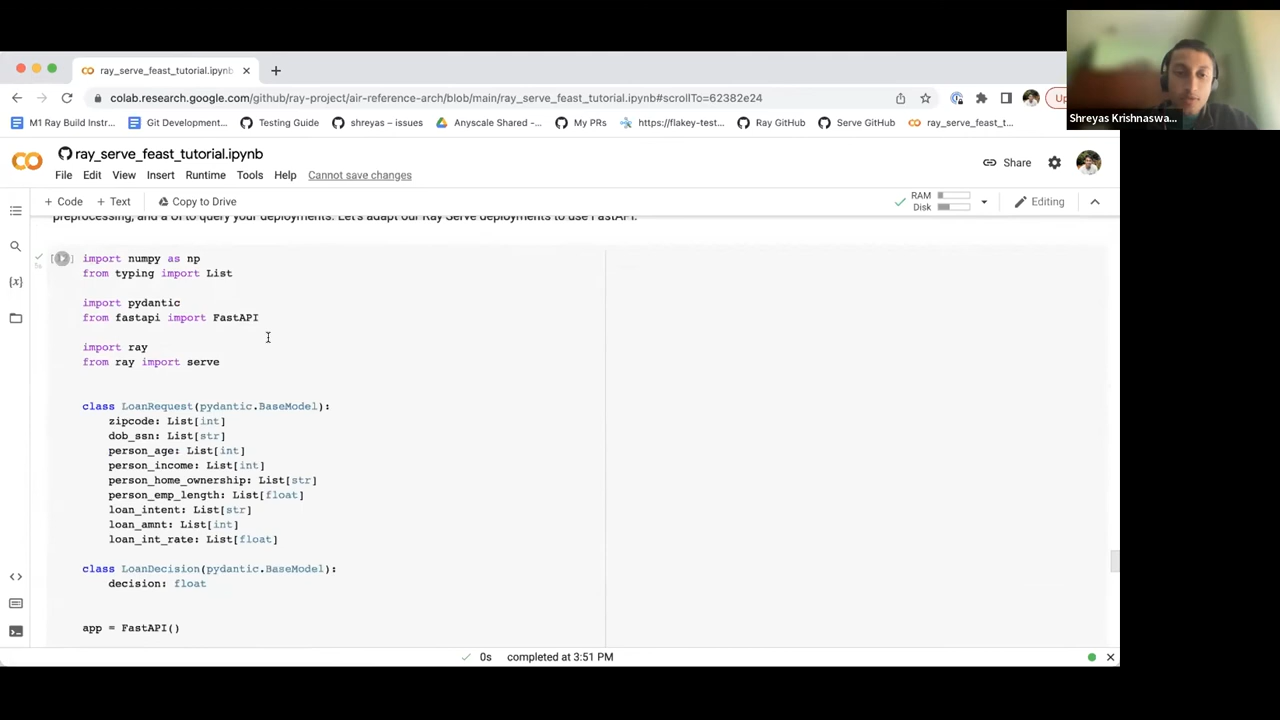 ray_serve_feast_tutorial.ipynb
colab.research.google.com/github/ray-project/air-reference-arch/blob/main/ray_serve_feast_tutorial.ipynb#scrollTo=62382e24
M1 Ray Build Instr... Git Development... Testing Guide shreyas – issues Anyscale Shared -... My PRs https://flakey-test... Ray GitHub Serve GitHub ray_serve_feast_t...
Shreyas Krishnaswa...
ray_serve_feast_tutorial.ipynb
Share
File Edit View Insert Runtime Tools Help Cannot save changes
+ Code + Text Copy to Drive RAM Disk Editing
preprocessing, and a UI to query your deployments. Let's adapt our Ray Serve deployments to use FastAPI.
import numpy as np
from typing import List
import pydantic
from fastapi import FastAPI
import ray
from ray import serve
class LoanRequest(pydantic.BaseModel):
zipcode: List[int]
dob_ssn: List[str]
person_age: List[int]
person_income: List[int]
person_home_ownership: List[str]
person_emp_length: List[float]
loan_intent: List[str]
loan_amnt: List[int]
loan_int_rate: List[float]
class LoanDecision(pydantic.BaseModel):
decision: float
app = FastAPI()
0s completed at 3:51 PM